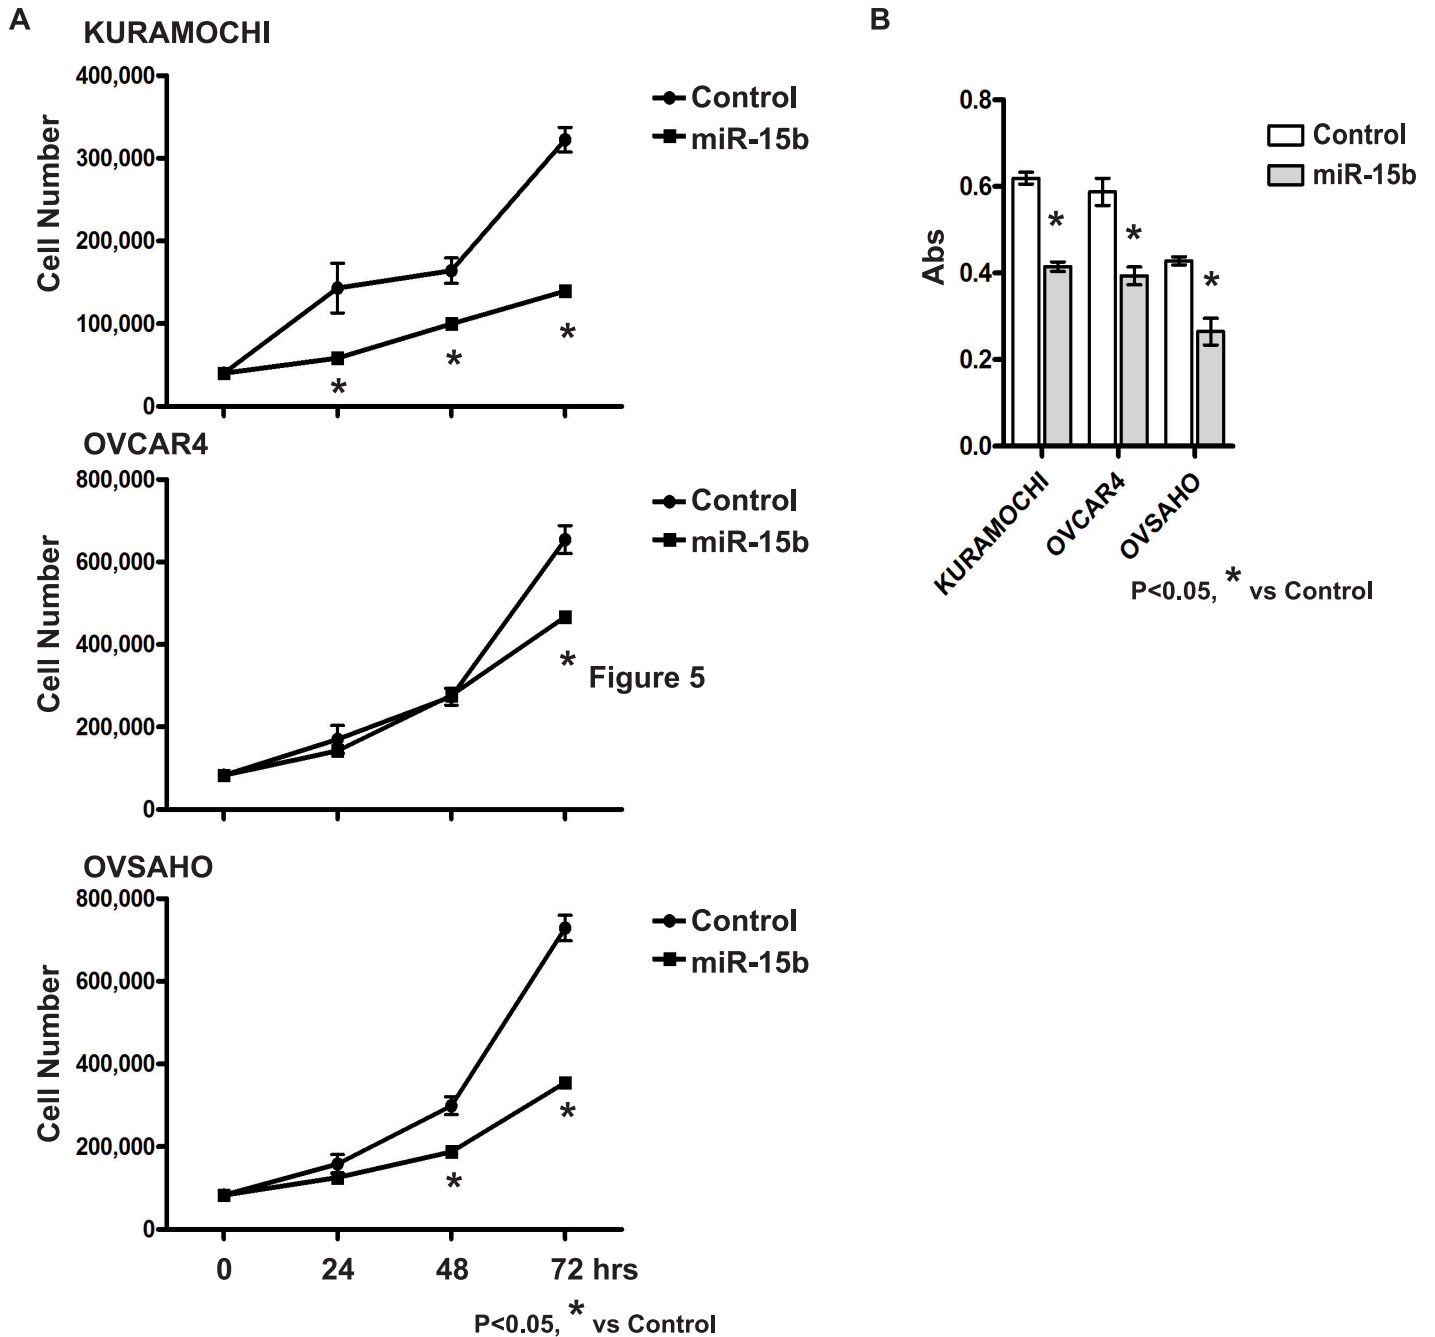 A
KURAMOCHI
400,000
300,000
200,000
100,000
0
Cell Number
Control
miR-15b
*
*
*
OVCAR4
800,000
600,000
400,000
200,000
0
Cell Number
Control
miR-15b
*
Figure 5
OVSAHO
800,000
600,000
400,000
200,000
0
Cell Number
Control
miR-15b
*
*
0 24 48 72 hrs
P<0.05, * vs Control
B
0.8
0.6
0.4
0.2
0.0
Abs
Control
miR-15b
*
*
*
KURAMOCHI
OVCAR4
OVSAHO
P<0.05, * vs Control